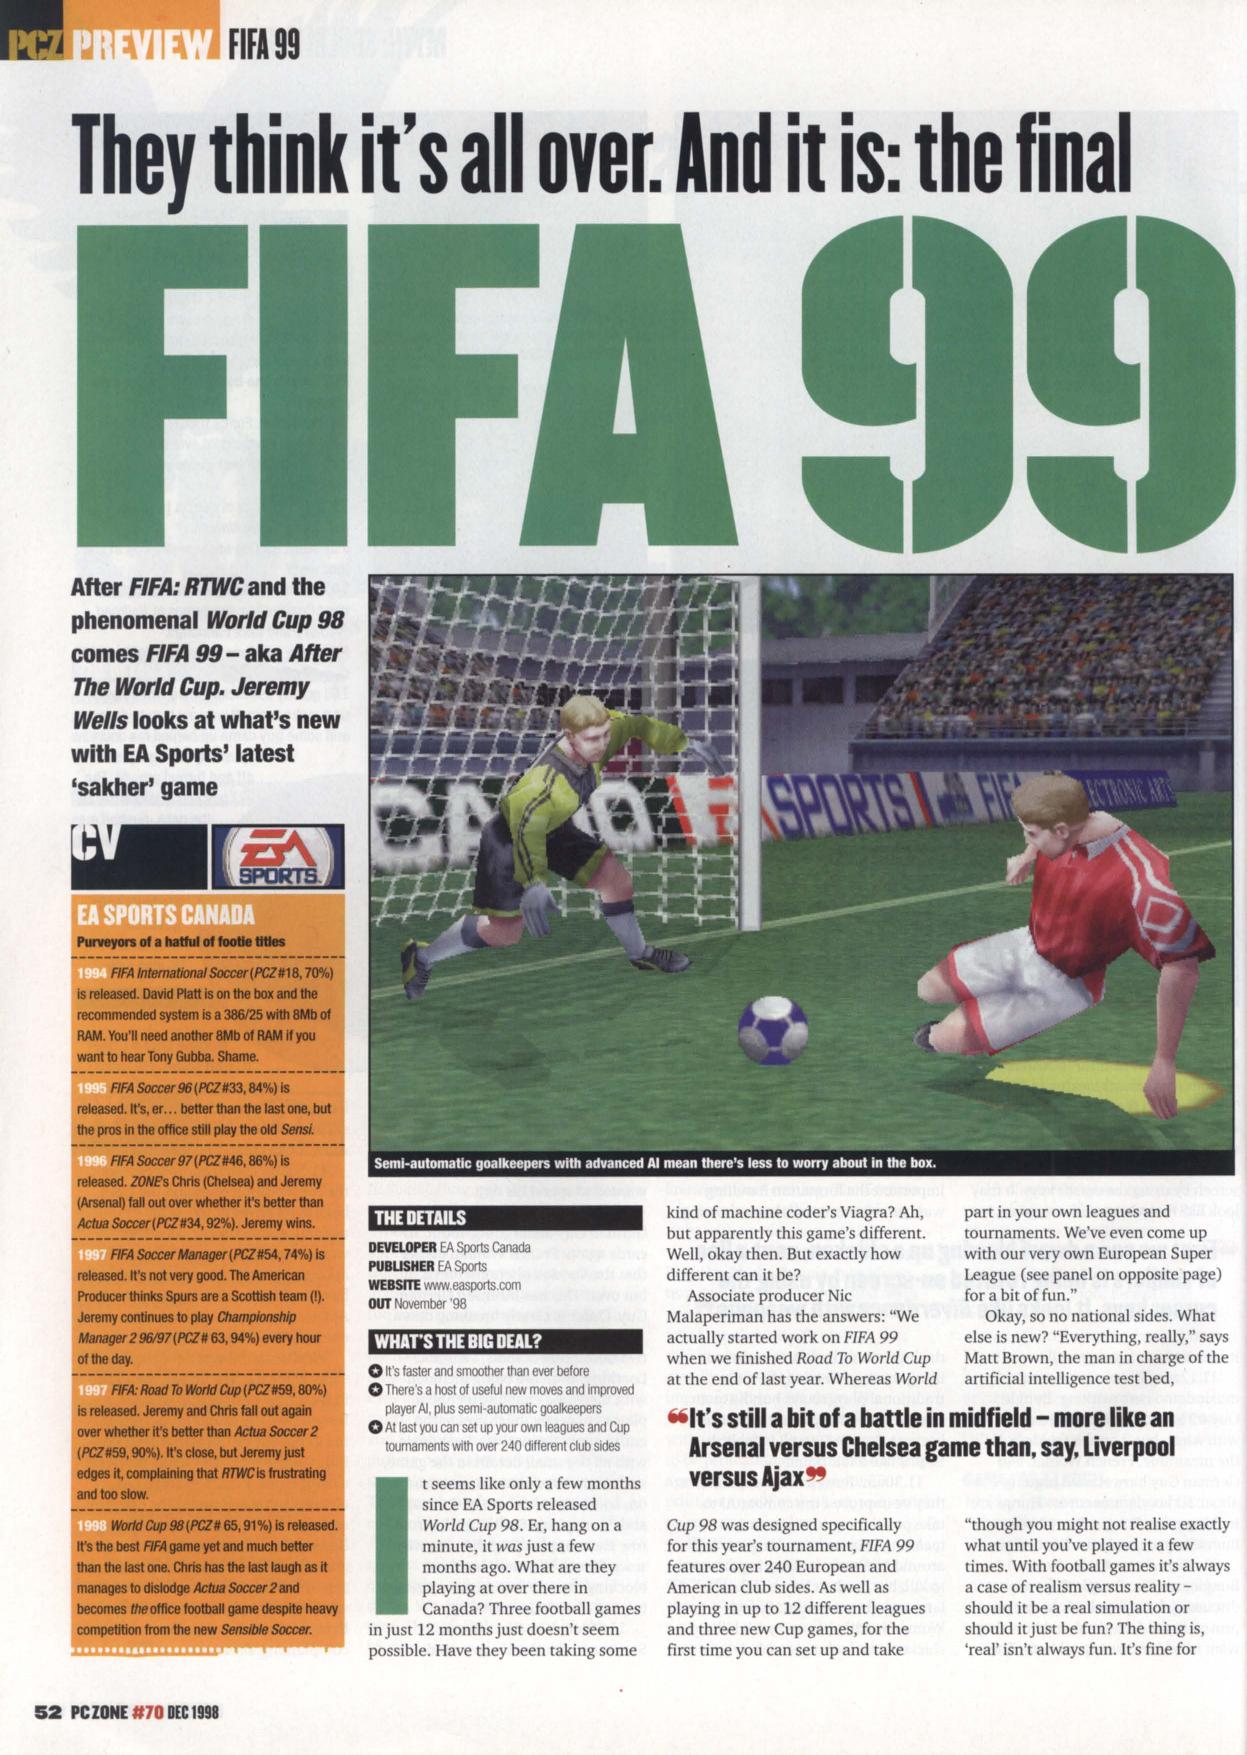 PCZ PREVIEW FIFA 99
They think it's all over. And it is: the final
FIFA 99
After FIFA: RTWC and the
phenomenal World Cup 98
comes FIFA 99 – aka After
The World Cup. Jeremy
Wells looks at what's new
with EA Sports' latest
'sakher' game
CV
EA
SPORTS
EA SPORTS CANADA
Purveyors of a hatful of footie titles
1994 FIFA International Soccer (PCZ #18, 70%)
is released. David Platt is on the box and the
recommended system is a 386/25 with 8Mb of
RAM. You'll need another 8Mb of RAM if you
want to hear Tony Gubba. Shame.
1995 FIFA Soccer 96 (PCZ #33, 84%) is
released. It's, er… better than the last one, but
the pros in the office still play the old Sensi.
1996 FIFA Soccer 97 (PCZ #46, 86%) is
released. ZONE's Chris (Chelsea) and Jeremy
(Arsenal) fall out over whether it's better than
Actua Soccer (PCZ #34, 92%). Jeremy wins.
1997 FIFA Soccer Manager (PCZ #54, 74%) is
released. It's not very good. The American
Producer thinks Spurs are a Scottish team (!).
Jeremy continues to play Championship
Manager 2 96/97 (PCZ # 63, 94%) every hour
of the day.
1997 FIFA: Road To World Cup (PCZ #59, 80%)
is released. Jeremy and Chris fall out again
over whether it's better than Actua Soccer 2
(PCZ #59, 90%). It's close, but Jeremy just
edges it, complaining that RTWC is frustrating
and too slow.
1998 World Cup 98 (PCZ # 65, 91%) is released.
It's the best FIFA game yet and much better
than the last one. Chris has the last laugh as it
manages to dislodge Actua Soccer 2 and
becomes the office football game despite heavy
competition from the new Sensible Soccer.
SPORTS
FIFA
ELECTRONIC ARTS
Semi-automatic goalkeepers with advanced AI mean there's less to worry about in the box.
THE DETAILS
DEVELOPER EA Sports Canada
PUBLISHER EA Sports
WEBSITE www.easports.com
OUT November '98
WHAT'S THE BIG DEAL?
It's faster and smoother than ever before
There's a host of useful new moves and improved
player AI, plus semi-automatic goalkeepers
At last you can set up your own leagues and Cup
tournaments with over 240 different club sides
It seems like only a few months
since EA Sports released
World Cup 98. Er, hang on a
minute, it was just a few
months ago. What are they
playing at over there in
Canada? Three football games
in just 12 months just doesn't seem
possible. Have they been taking some
kind of machine coder's Viagra? Ah,
but apparently this game's different.
Well, okay then. But exactly how
different can it be?
Associate producer Nic
Malaperiman has the answers: "We
actually started work on FIFA 99
when we finished Road To World Cup
at the end of last year. Whereas World
Cup 98 was designed specifically
for this year's tournament, FIFA 99
features over 240 European and
American club sides. As well as
playing in up to 12 different leagues
and three new Cup games, for the
first time you can set up and take
part in your own leagues and
tournaments. We've even come up
with our very own European Super
League (see panel on opposite page)
for a bit of fun."
Okay, so no national sides. What
else is new? "Everything, really," says
Matt Brown, the man in charge of the
artificial intelligence test bed,
"though you might not realise exactly
what until you've played it a few
times. With football games it's always
a case of realism versus reality –
should it be a real simulation or
should it just be fun? The thing is,
'real' isn't always fun. It's fine for
"It's still a bit of a battle in midfield – more like an
Arsenal versus Chelsea game than, say, Liverpool
versus Ajax"
52 PC ZONE #70 DEC 1998